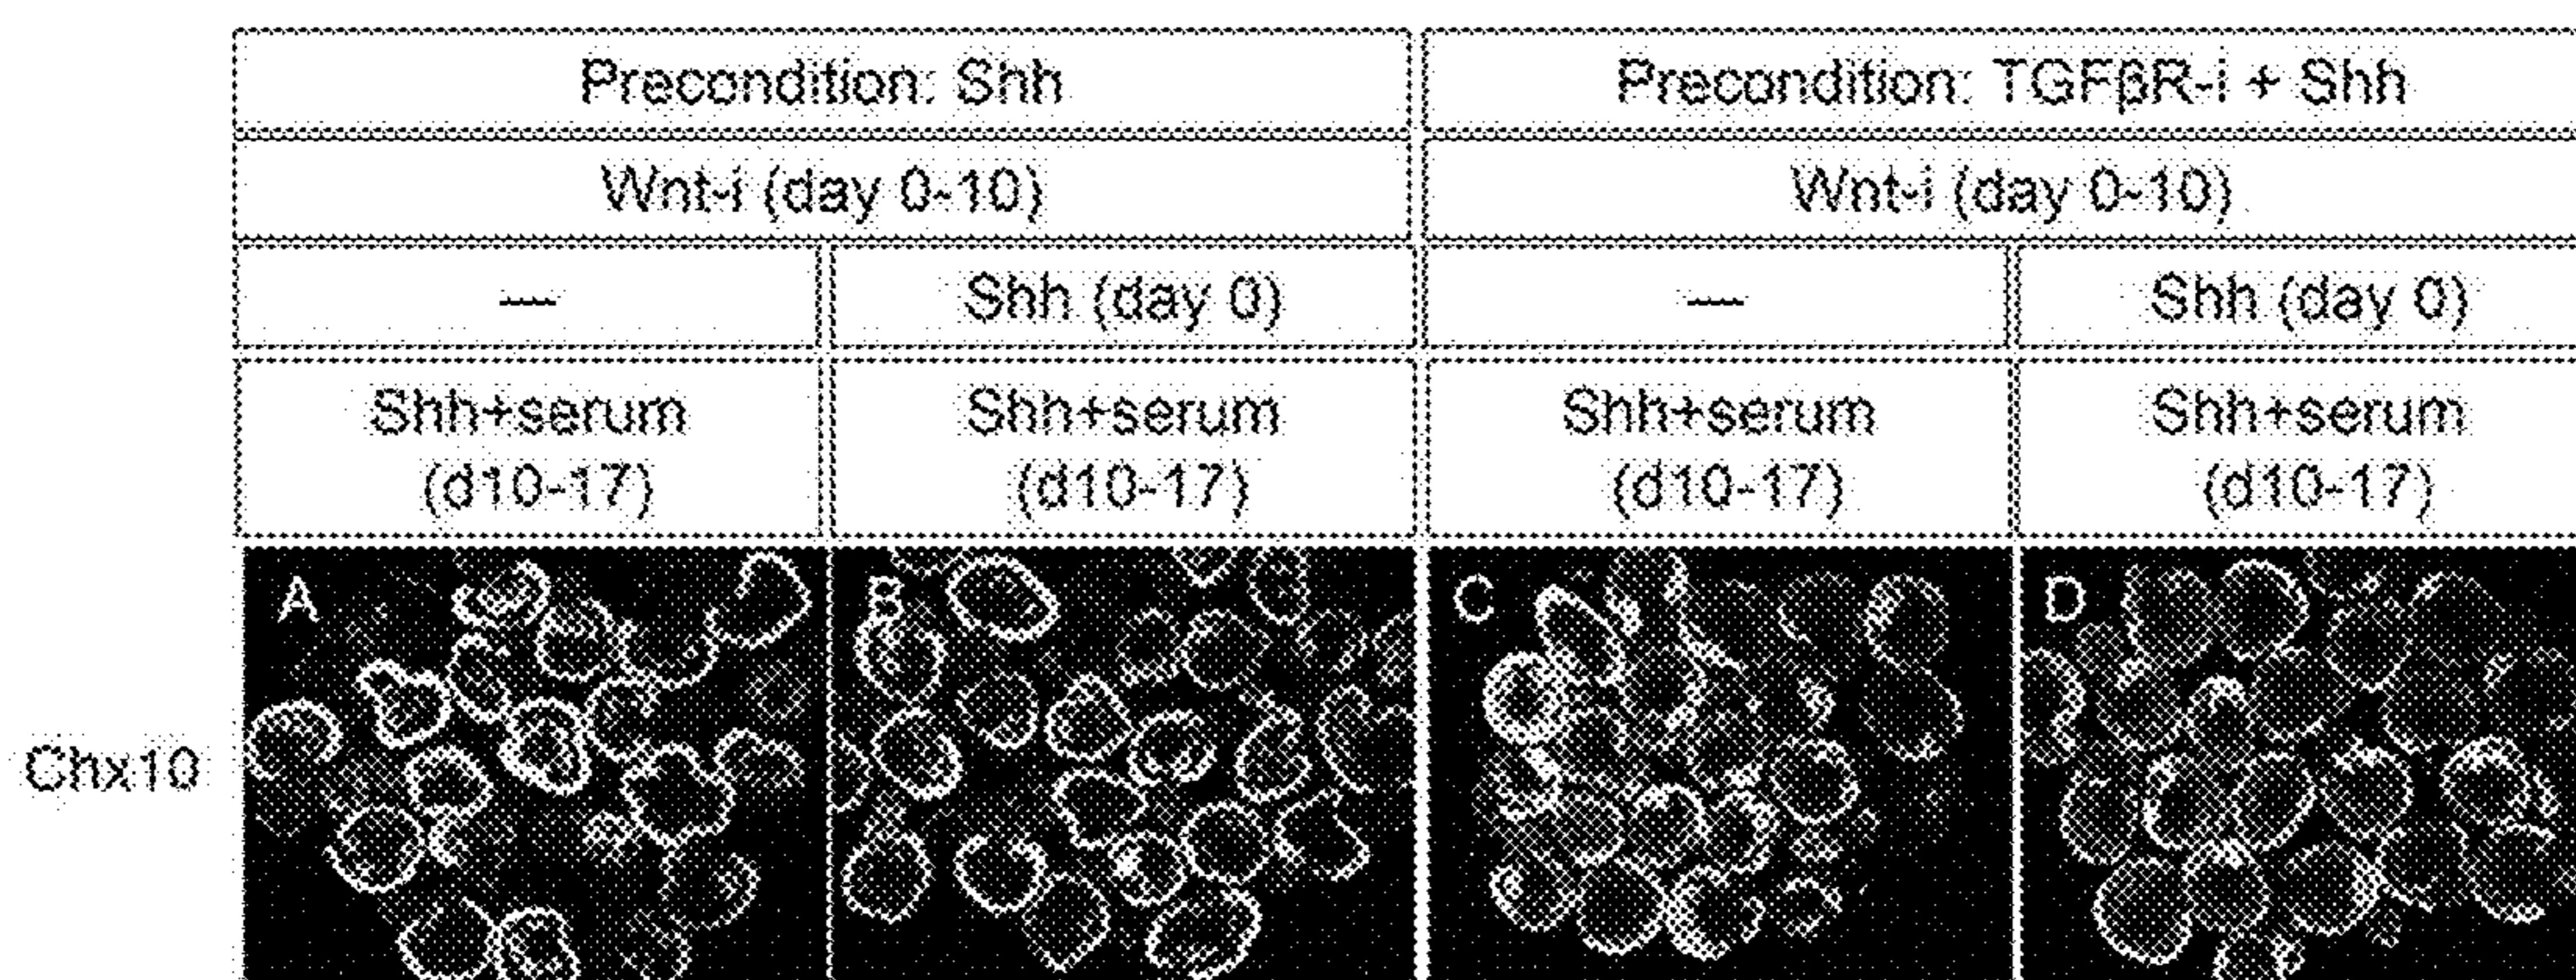 Precondition: Shh
Precondition: TGFβR-i + Shh
Wnt-i (day 0-10)
Wnt-i (day 0-10)
—
Shh (day 0)
—
Shh (day 0)
Shh+serum
(d10-17)
Shh+serum
(d10-17)
Shh+serum
(d10-17)
Shh+serum
(d10-17)
Chx10
A
B
C
D